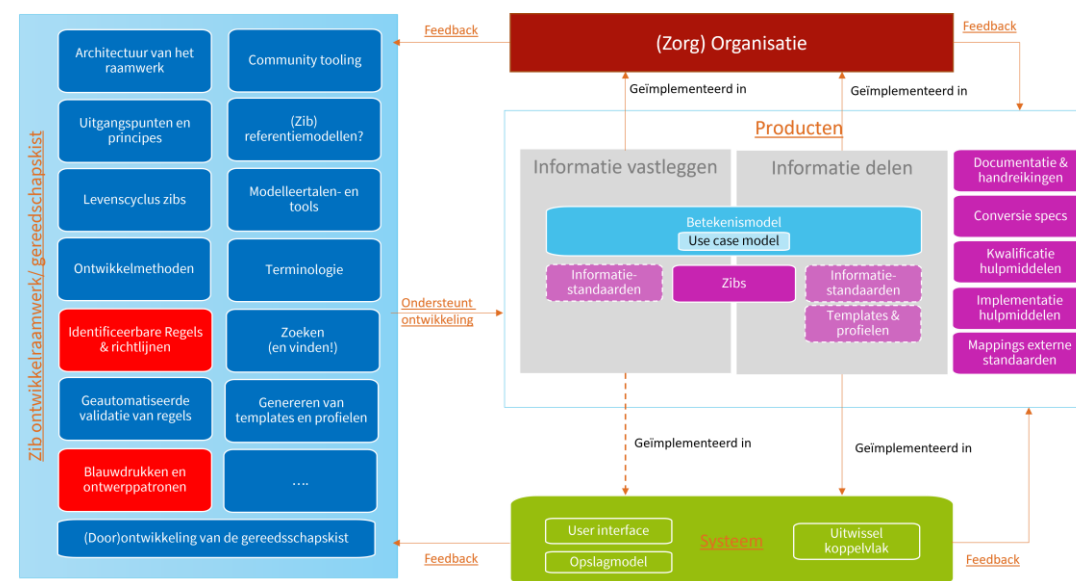 Zib ontwikkelraamwerk/ gereedschapskist
Architectuur van het
raamwerk
Community tooling
Uitgangspunten en
principes
(Zib)
referentiemodellen?
Levenscyclus zibs
Modelleertalen- en
tools
Ontwikkelmethoden
Terminologie
Identificeerbare Regels
& richtlijnen
Zoeken
(en vinden!)
Geautomatiseerde
validatie van regels
Genereren van
templates en profielen
Blauwdrukken en
ontwerppatronen
....
(Door)ontwikkeling van de gereedsschapskist
Feedback
(Zorg) Organisatie
Feedback
Geïmplementeerd in
Geïmplementeerd in
Ondersteunt
ontwikkeling
Producten
Informatie vastleggen
Informatie delen
Betekenismodel
Use case model
Informatie-
standaarden
Zibs
Informatie-
standaarden
Templates &
profielen
Documentatie &
handreikingen
Conversie specs
Kwalificatie
hulpmiddelen
Implementatie
hulpmiddelen
Mappings externe
standaarden
Geïmplementeerd in
Geïmplementeerd in
Feedback
User interface
Opslagmodel
Systeem
Uitwissel
koppelvlak
Feedback